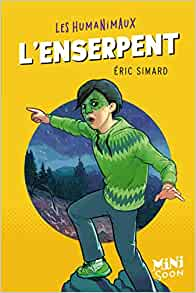 LES HUMANIMAUX
L'ENSERPENT
ÉRIC SIMARD
MiNi
SOON